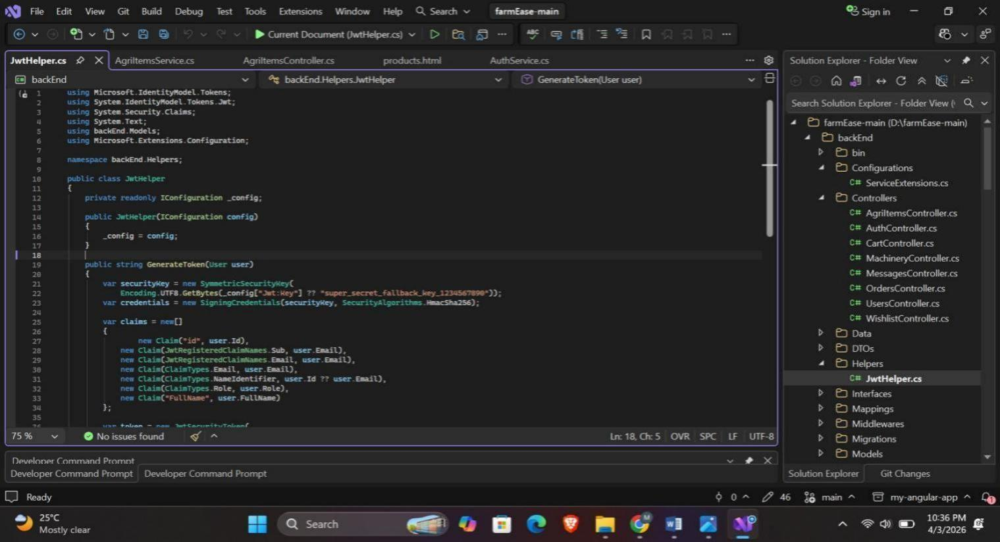 File Edit View Git Build Debug Test Tools Extensions Window Help Search farmEase-main Sign in
Current Document (JwtHelper.cs)
JwtHelper.cs AgriItemsService.cs AgriItemsController.cs products.html AuthService.cs
backEnd backEnd.Helpers.JwtHelper GenerateToken(User user)
1 using Microsoft.IdentityModel.Tokens;
2 using System.IdentityModel.Tokens.Jwt;
3 using System.Security.Claims;
4 using System.Text;
5 using backEnd.Models;
6 using Microsoft.Extensions.Configuration;
7
8 namespace backEnd.Helpers;
9
10 public class JwtHelper
11 {
12 private readonly IConfiguration _config;
13
14 public JwtHelper(IConfiguration config)
15 {
16 _config = config;
17 }
18
19 public string GenerateToken(User user)
20 {
21 var securityKey = new SymmetricSecurityKey(
22 Encoding.UTF8.GetBytes(_config["Jwt:Key"] ?? "super_secret_fallback_key_1234567890"));
23 var credentials = new SigningCredentials(securityKey, SecurityAlgorithms.HmacSha256);
24
25 var claims = new[]
26 {
27 new Claim("id", user.Id),
28 new Claim(JwtRegisteredClaimNames.Sub, user.Email),
29 new Claim(JwtRegisteredClaimNames.Email, user.Email),
30 new Claim(ClaimTypes.Email, user.Email),
31 new Claim(ClaimTypes.NameIdentifier, user.Id ?? user.Email),
32 new Claim(ClaimTypes.Role, user.Role),
33 new Claim("FullName", user.FullName)
34 };
35
36 var token = new JwtSecurityToken(
75 % No issues found Ln: 18, Ch: 5 OVR SPC LF UTF-8
Developer Command Prompt
Developer Command Prompt Developer Command Prompt
Solution Explorer - Folder View
Search Solution Explorer - Folder View (
farmEase-main (D:\farmEase-main)
backEnd
bin
Configurations
C# ServiceExtensions.cs
Controllers
C# AgriItemsController.cs
C# AuthController.cs
C# CartController.cs
C# MachineryController.cs
C# MessagesController.cs
C# OrdersController.cs
C# UsersController.cs
C# WishlistController.cs
Data
DTOs
Helpers
C# JwtHelper.cs
Interfaces
Mappings
Middlewares
Migrations
Models
Solution Explorer Git Changes
Ready 0 46 main my-angular-app 1
25°C
Mostly clear
Search
10:36 PM
4/3/2026